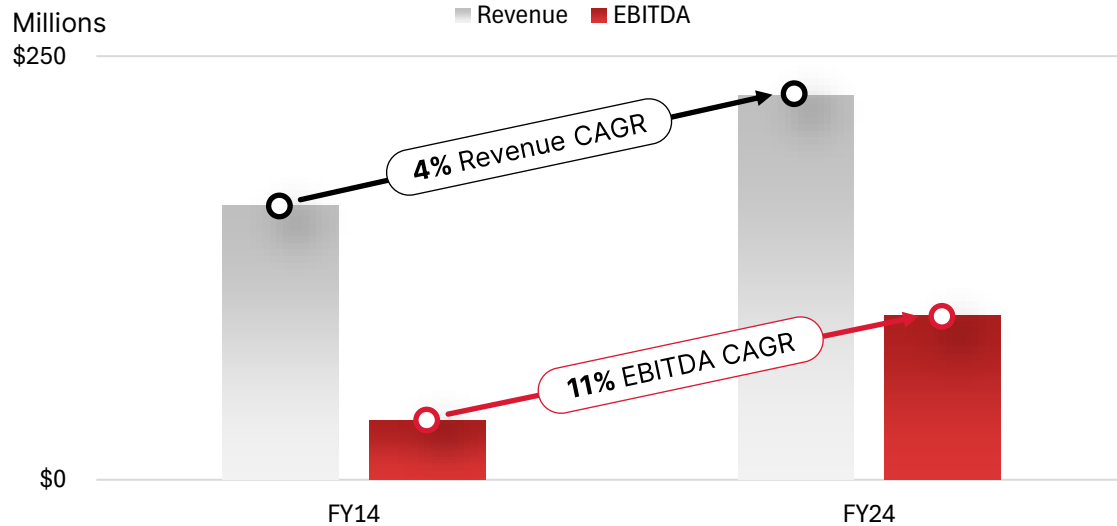 Millions
Revenue EBITDA
$250
4% Revenue CAGR
11% EBITDA CAGR
$0
FY14 FY24